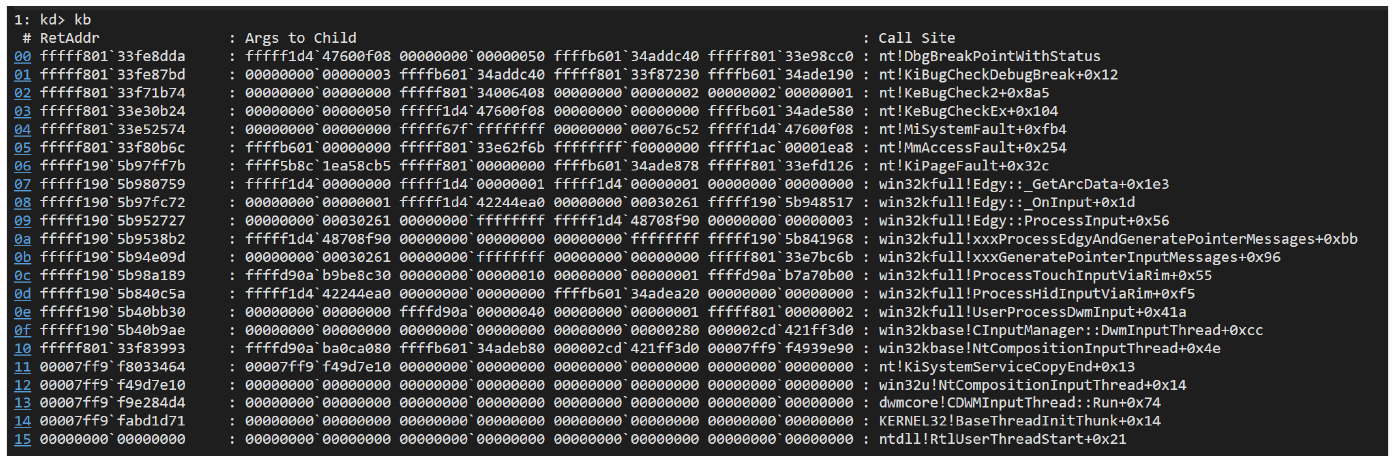 1: kd> kb
# RetAddr : Args to Child : Call Site
00 fffff801`33fe8dda : fffff1d4`47600f08 00000000`00000050 ffffb601`34addc40 fffff801`33e98cc0 : nt!DbgBreakPointWithStatus
01 fffff801`33fe87bd : 00000000`00000003 ffffb601`34addc40 fffff801`33f87230 ffffb601`34ade190 : nt!KiBugCheckDebugBreak+0x12
02 fffff801`33f71b74 : 00000000`00000000 fffff801`34006408 00000000`00000002 00000002`00000001 : nt!KeBugCheck2+0x8a5
03 fffff801`33e30b24 : 00000000`00000050 fffff1d4`47600f08 00000000`00000000 ffffb601`34ade580 : nt!KeBugCheckEx+0x104
04 fffff801`33e52574 : 00000000`00000000 fffff67f`ffffffff 00000000`00076c52 fffff1d4`47600f08 : nt!MiSystemFault+0xfb4
05 fffff801`33f80b6c : ffffb601`00000000 fffff801`33e62f6b ffffffff`f0000000 fffff1ac`00001ea8 : nt!MmAccessFault+0x254
06 fffff190`5b97ff7b : ffff5b8c`1ea58cb5 fffff801`00000000 ffffb601`34ade878 fffff801`33efd126 : nt!KiPageFault+0x32c
07 fffff190`5b980759 : fffff1d4`00000000 fffff1d4`00000001 fffff1d4`00000001 00000000`00000000 : win32kfull!Edgy::_GetArcData+0x1e3
08 fffff190`5b97fc72 : 00000000`00000001 fffff1d4`42244ea0 00000000`00030261 fffff190`5b948517 : win32kfull!Edgy::_OnInput+0x1d
09 fffff190`5b952727 : 00000000`00030261 00000000`ffffffff fffff1d4`48708f90 00000000`00000003 : win32kfull!Edgy::ProcessInput+0x56
0a fffff190`5b9538b2 : fffff1d4`48708f90 00000000`00000000 00000000`ffffffff fffff190`5b841968 : win32kfull!xxxProcessEdgyAndGeneratePointerMessages+0xbb
0b fffff190`5b94e09d : 00000000`00030261 00000000`ffffffff 00000000`00000000 fffff801`33e7bc6b : win32kfull!xxxGeneratePointerInputMessages+0x96
0c fffff190`5b98a189 : ffffd90a`b9be8c30 00000000`00000010 00000000`00000001 ffffd90a`b7a70b00 : win32kfull!ProcessTouchInputViaRim+0x55
0d fffff190`5b840c5a : fffff1d4`42244ea0 00000000`00000000 ffffb601`34adea20 00000000`00000000 : win32kfull!ProcessHidInputViaRim+0xf5
0e fffff190`5b40bb30 : 00000000`00000000 ffffd90a`00000040 00000000`00000001 fffff801`00000002 : win32kfull!UserProcessDwmInput+0x41a
0f fffff190`5b40b9ae : 00000000`00000000 00000000`00000000 00000000`00000280 000002cd`421ff3d0 : win32kbase!CInputManager::DwmInputThread+0xcc
10 fffff801`33f83993 : ffffd90a`ba0ca080 ffffb601`34adeb80 000002cd`421ff3d0 00007ff9`f4939e90 : win32kbase!NtCompositionInputThread+0x4e
11 00007ff9`f8033464 : 00007ff9`f49d7e10 00000000`00000000 00000000`00000000 00000000`00000000 : nt!KiSystemServiceCopyEnd+0x13
12 00007ff9`f49d7e10 : 00000000`00000000 00000000`00000000 00000000`00000000 00000000`00000000 : win32u!NtCompositionInputThread+0x14
13 00007ff9`f9e284d4 : 00000000`00000000 00000000`00000000 00000000`00000000 00000000`00000000 : dwmcore!CDWMInputThread::Run+0x74
14 00007ff9`fabd1d71 : 00000000`00000000 00000000`00000000 00000000`00000000 00000000`00000000 : KERNEL32!BaseThreadInitThunk+0x14
15 00000000`00000000 : 00000000`00000000 00000000`00000000 00000000`00000000 00000000`00000000 : ntdll!RtlUserThreadStart+0x21